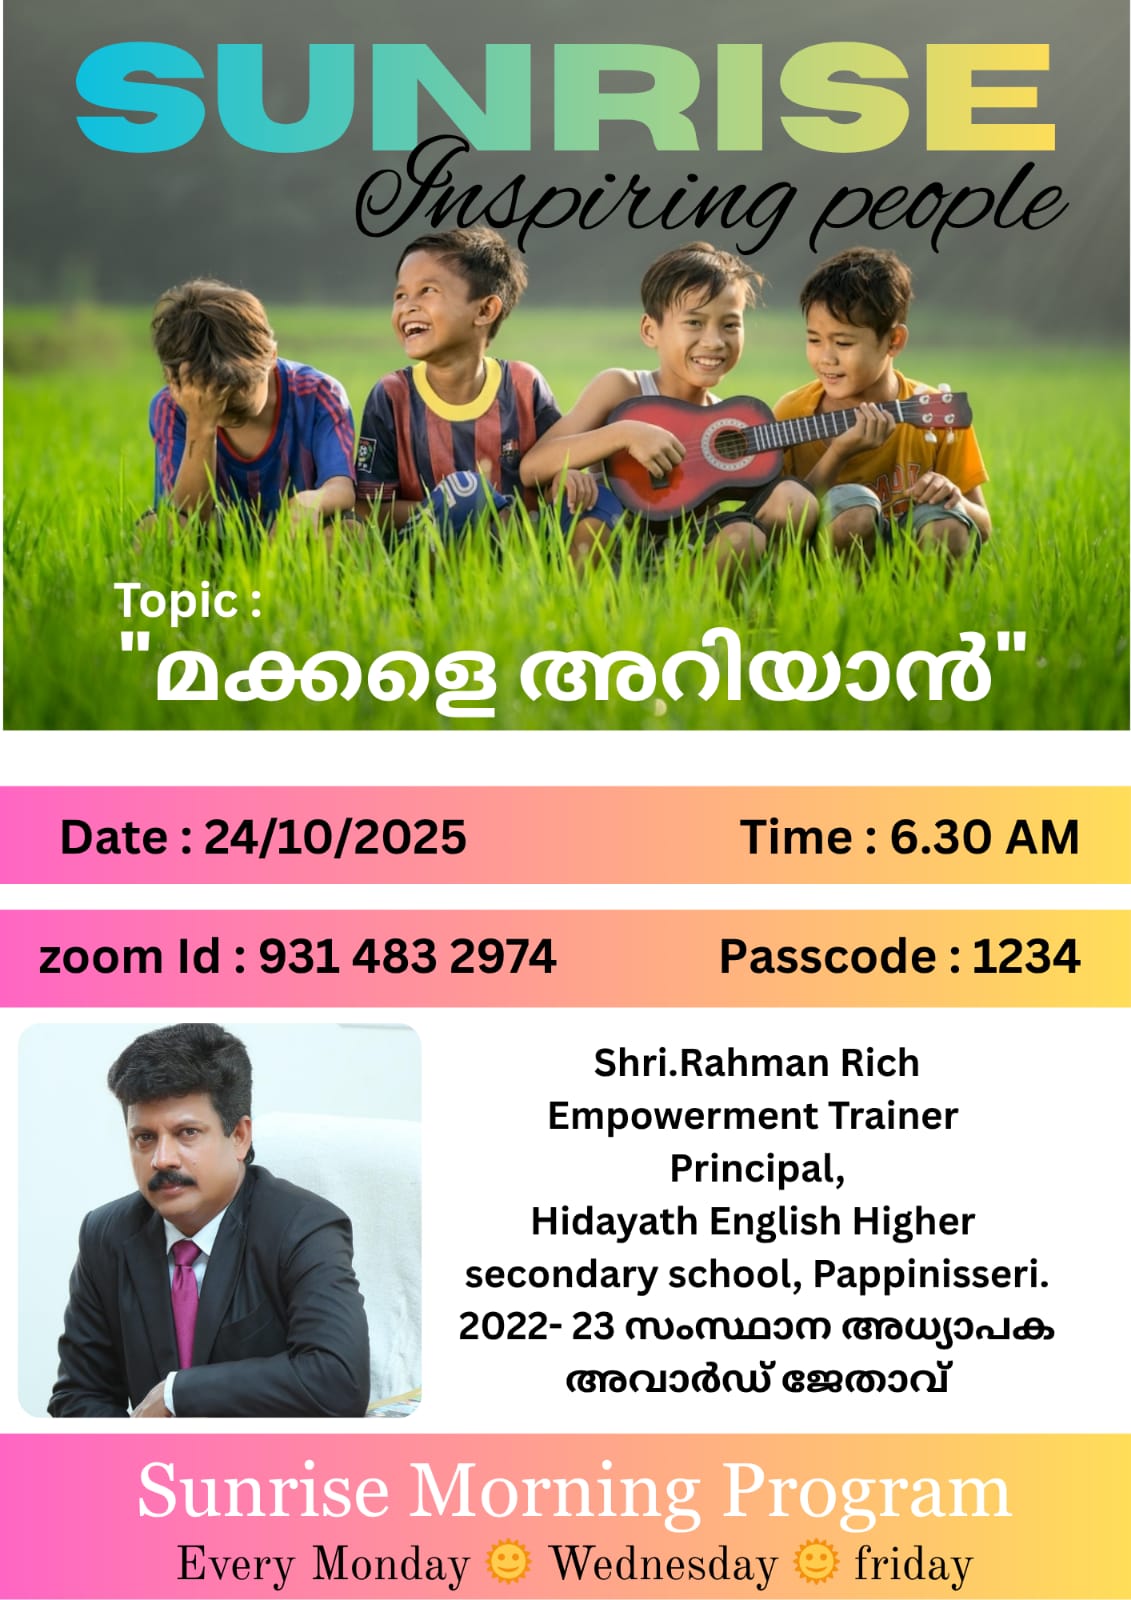 SUNRISE
Inspiring people
Topic :
"മക്കളെ അറിയാൻ"
Date : 24/10/2025
Time : 6.30 AM
zoom Id : 931 483 2974
Passcode : 1234
Shri.Rahman Rich
Empowerment Trainer
Principal,
Hidayath English Higher
secondary school, Pappinisseri.
2022- 23 സംസ്ഥാന അധ്യാപക
അവാർഡ് ജേതാവ്
Sunrise Morning Program
Every Monday 🌞 Wednesday 🌞 friday